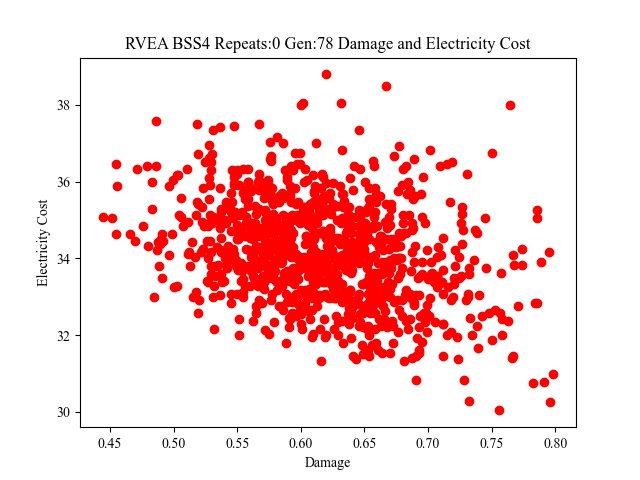 RVEA BSS4 Repeats:0 Gen:78 Damage and Electricity Cost
38
36
34
32
30
Electricity Cost
0.45 0.50 0.55 0.60 0.65 0.70 0.75 0.80
Damage